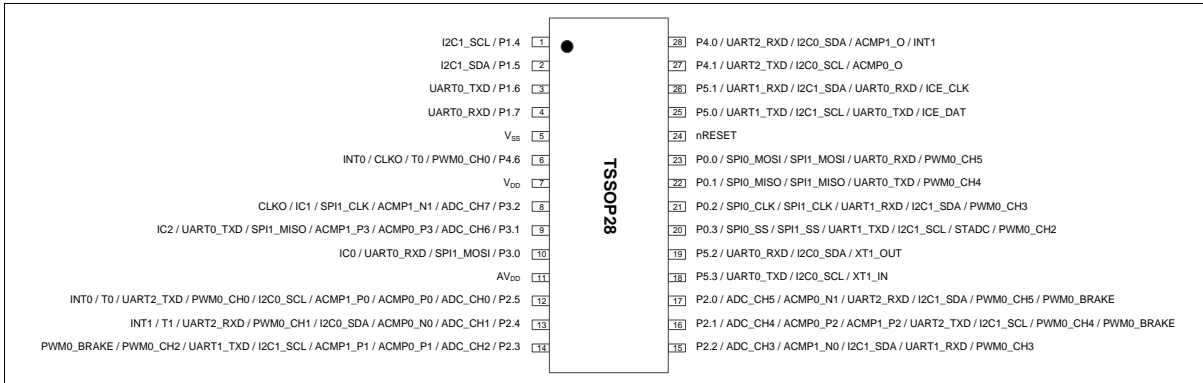 I2C1_SCL / P1.4 1
I2C1_SDA / P1.5 2
UART0_TXD / P1.6 3
UART0_RXD / P1.7 4
VSS 5
INT0 / CLKO / T0 / PWM0_CH0 / P4.6 6
VDD 7
CLKO / IC1 / SPI1_CLK / ACMP1_N1 / ADC_CH7 / P3.2 8
IC2 / UART0_TXD / SPI1_MISO / ACMP1_P3 / ACMP0_P3 / ADC_CH6 / P3.1 9
IC0 / UART0_RXD / SPI1_MOSI / P3.0 10
AVDD 11
INT0 / T0 / UART2_TXD / PWM0_CH0 / I2C0_SCL / ACMP1_P0 / ACMP0_P0 / ADC_CH0 / P2.5 12
INT1 / T1 / UART2_RXD / PWM0_CH1 / I2C0_SDA / ACMP0_N0 / ADC_CH1 / P2.4 13
PWM0_BRAKE / PWM0_CH2 / UART1_TXD / I2C1_SCL / ACMP1_P1 / ACMP0_P1 / ADC_CH2 / P2.3 14
TSSOP28
28 P4.0 / UART2_RXD / I2C0_SDA / ACMP1_O / INT1
27 P4.1 / UART2_TXD / I2C0_SCL / ACMP0_O
26 P5.1 / UART1_RXD / I2C1_SDA / UART0_RXD / ICE_CLK
25 P5.0 / UART1_TXD / I2C1_SCL / UART0_TXD / ICE_DAT
24 nRESET
23 P0.0 / SPI0_MOSI / SPI1_MOSI / UART0_RXD / PWM0_CH5
22 P0.1 / SPI0_MISO / SPI1_MISO / UART0_TXD / PWM0_CH4
21 P0.2 / SPI0_CLK / SPI1_CLK / UART1_RXD / I2C1_SDA / PWM0_CH3
20 P0.3 / SPI0_SS / SPI1_SS / UART1_TXD / I2C1_SCL / STADC / PWM0_CH2
19 P5.2 / UART0_RXD / I2C0_SDA / XT1_OUT
18 P5.3 / UART0_TXD / I2C0_SCL / XT1_IN
17 P2.0 / ADC_CH5 / ACMP0_N1 / UART2_RXD / I2C1_SDA / PWM0_CH5 / PWM0_BRAKE
16 P2.1 / ADC_CH4 / ACMP0_P2 / ACMP1_P2 / UART2_TXD / I2C1_SCL / PWM0_CH4 / PWM0_BRAKE
15 P2.2 / ADC_CH3 / ACMP1_N0 / I2C1_SDA / UART1_RXD / PWM0_CH3